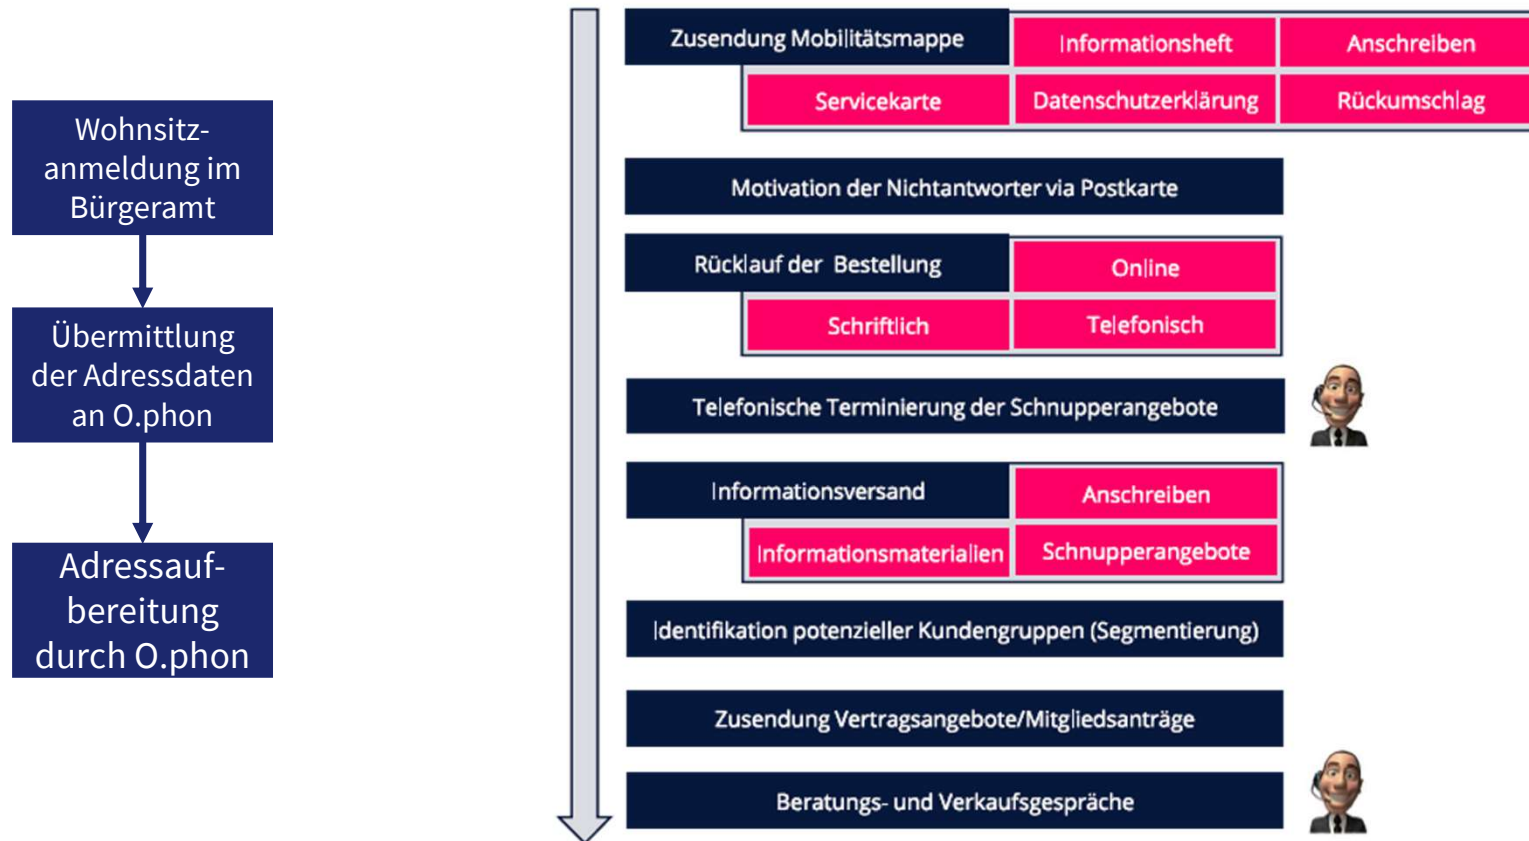 Wohnsitz-
anmeldung im
Bürgeramt
Übermittlung
der Adressdaten
an O.phon
Adressauf-
bereitung
durch O.phon
Zusendung Mobilitätsmappe
Informationsheft
Anschreiben
Servicekarte
Datenschutzerklärung
Rückumschlag
Motivation der Nichtantworter via Postkarte
Rücklauf der Bestellung
Online
Schriftlich
Telefonisch
Telefonische Terminierung der Schnupperangebote
Informationsversand
Anschreiben
Informationsmaterialien
Schnupperangebote
Identifikation potenzieller Kundengruppen (Segmentierung)
Zusendung Vertragsangebote/Mitgliedsanträge
Beratungs- und Verkaufsgespräche